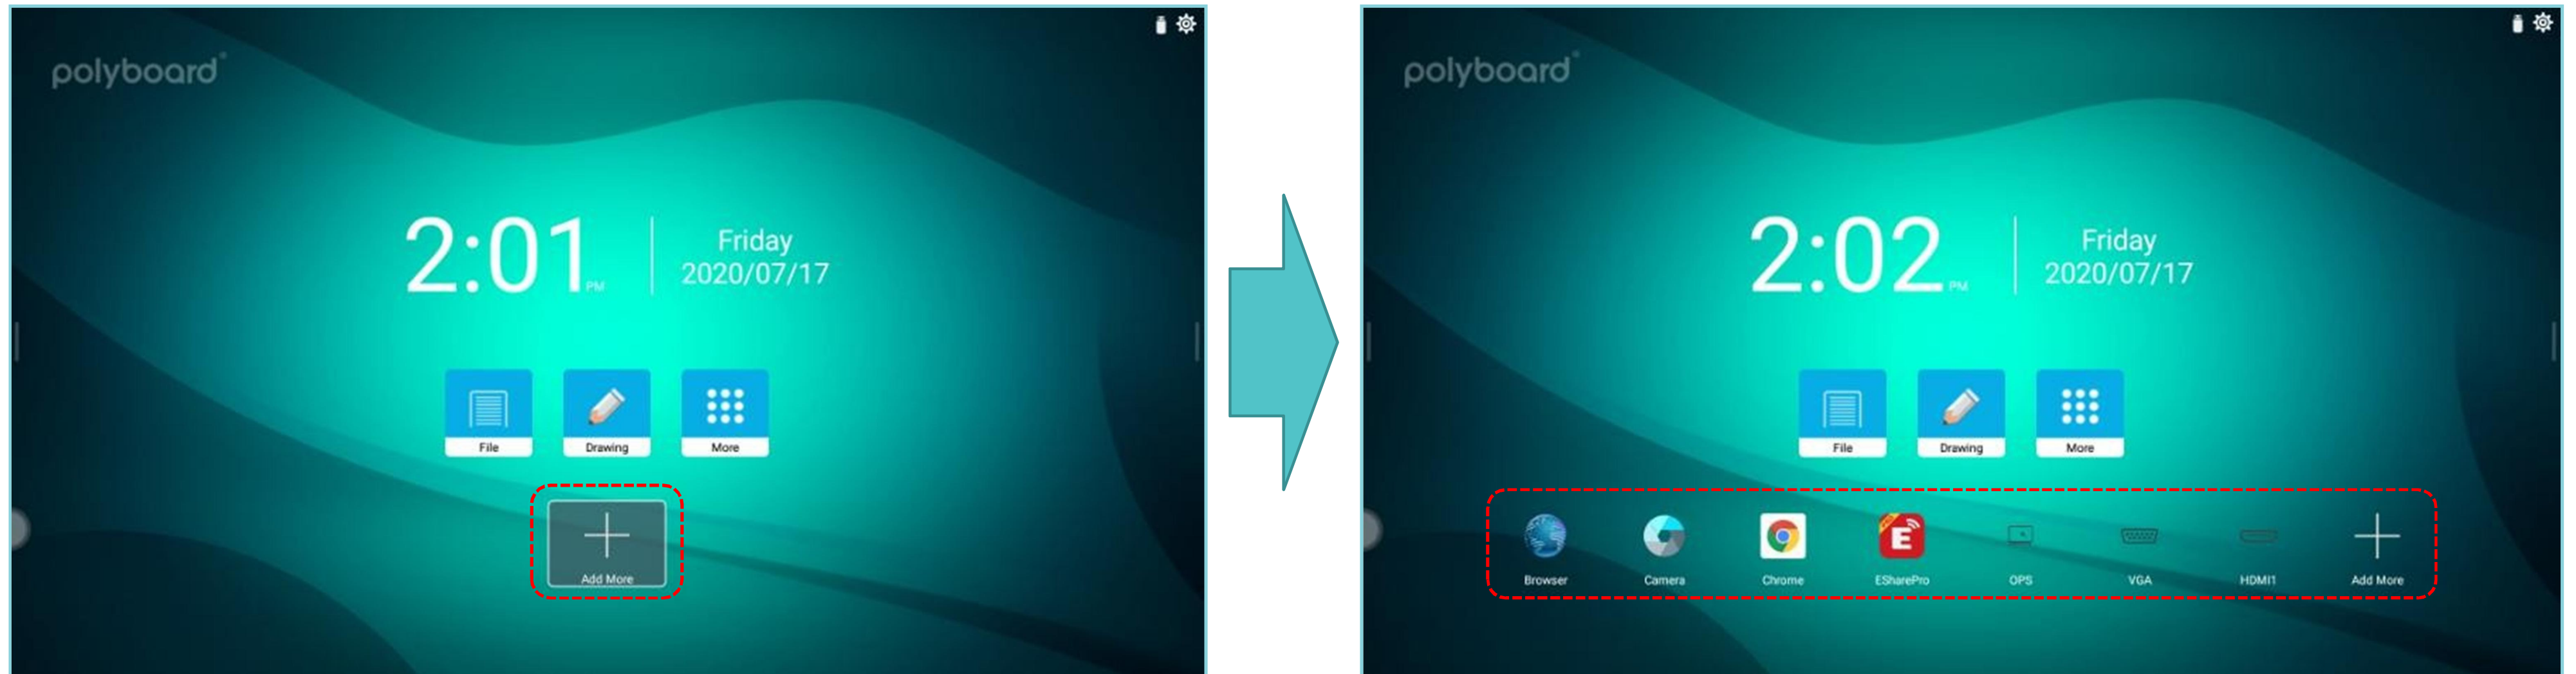 polyboard
2:01 PM
Friday
2020/07/17
File
Drawing
More
Add More
polyboard
2:02 PM
Friday
2020/07/17
File
Drawing
More
Browser
Camera
Chrome
E
ESharePro
OPS
VGA
HDMI1
Add More